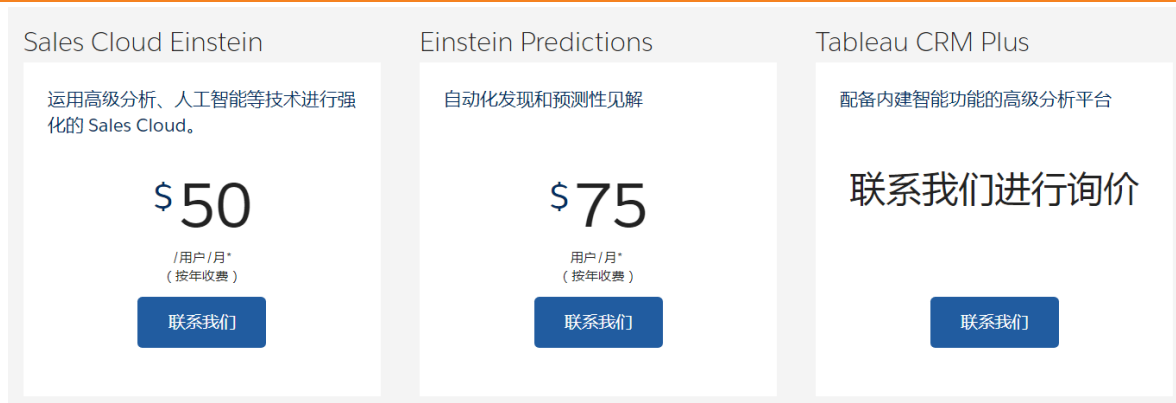 Sales Cloud Einstein
运用高级分析、人工智能等技术进行强
化的 Sales Cloud。
$50
/用户/月*
（按年收费）
联系我们
Einstein Predictions
自动化发现和预测性见解
$75
用户/月*
（按年收费）
联系我们
Tableau CRM Plus
配备内建智能功能的高级分析平台
联系我们进行询价
联系我们